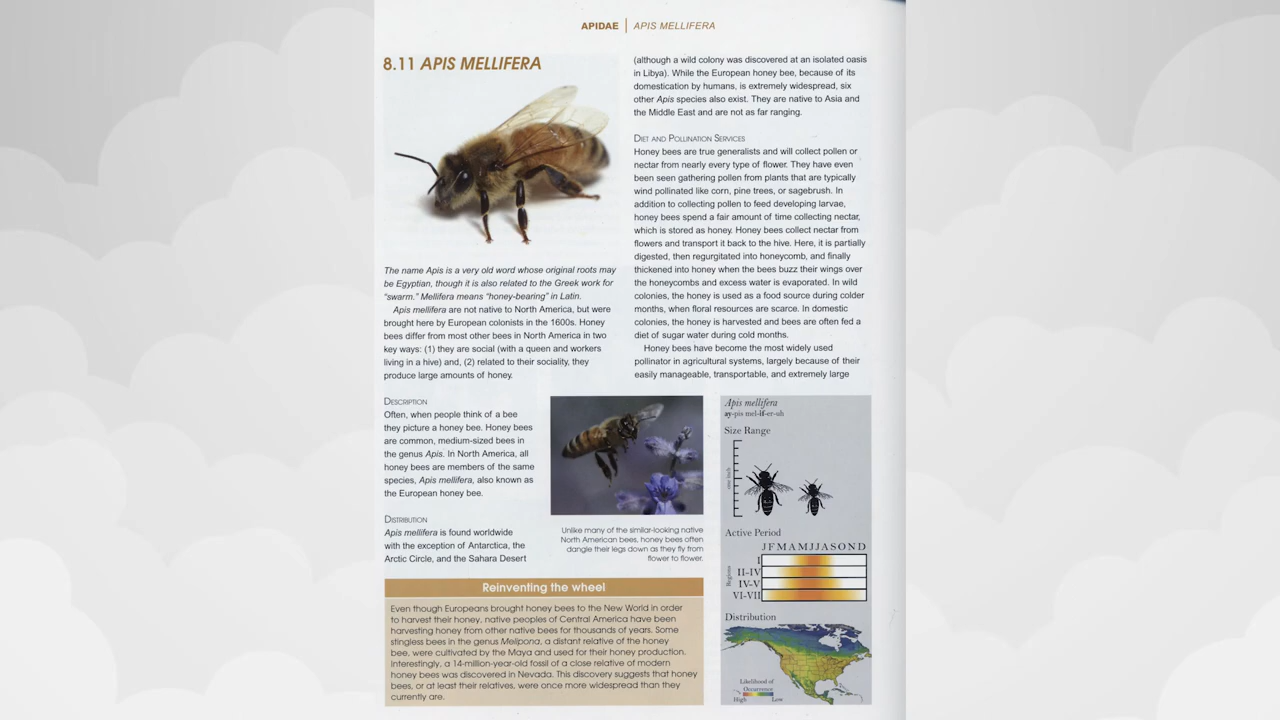 APIDAE | APIS MELLIFERA
8.11 APIS MELLIFERA
The name Apis is a very old word whose original roots may
be Egyptian, though it is also related to the Greek work for
"swarm." Mellifera means "honey-bearing" in Latin.
Apis mellifera are not native to North America, but were
brought here by European colonists in the 1600s. Honey
bees differ from most other bees in North America in two
key ways: (1) they are social (with a queen and workers
living in a hive) and, (2) related to their sociality, they
produce large amounts of honey.
DESCRIPTION
Often, when people think of a bee
they picture a honey bee. Honey bees
are common, medium-sized bees in
the genus Apis. In North America, all
honey bees are members of the same
species, Apis mellifera, also known as
the European honey bee.
DISTRIBUTION
Apis mellifera is found worldwide
with the exception of Antarctica, the
Arctic Circle, and the Sahara Desert
(although a wild colony was discovered at an isolated oasis
in Libya). While the European honey bee, because of its
domestication by humans, is extremely widespread, six
other Apis species also exist. They are native to Asia and
the Middle East and are not as far ranging.
DIET AND POLLINATION SERVICES
Honey bees are true generalists and will collect pollen or
nectar from nearly every type of flower. They have even
been seen gathering pollen from plants that are typically
wind pollinated like corn, pine trees, or sagebrush. In
addition to collecting pollen to feed developing larvae,
honey bees spend a fair amount of time collecting nectar,
which is stored as honey. Honey bees collect nectar from
flowers and transport it back to the hive. Here, it is partially
digested, then regurgitated into honeycomb, and finally
thickened into honey when the bees buzz their wings over
the honeycombs and excess water is evaporated. In wild
colonies, the honey is used as a food source during colder
months, when floral resources are scarce. In domestic
colonies, the honey is harvested and bees are often fed a
diet of sugar water during cold months.
Honey bees have become the most widely used
pollinator in agricultural systems, largely because of their
easily manageable, transportable, and extremely large
Unlike many of the similar-looking native
North American bees, honey bees often
dangle their legs down as they fly from
flower to flower.
Reinventing the wheel
Even though Europeans brought honey bees to the New World in order
to harvest their honey, native peoples of Central America have been
harvesting honey from other native bees for thousands of years. Some
stingless bees in the genus Melipona, a distant relative of the honey
bee, were cultivated by the Maya and used for their honey production.
Interestingly, a 14-million-year-old fossil of a close relative of modern
honey bees was discovered in Nevada. This discovery suggests that honey
bees, or at least their relatives, were once more widespread than they
currently are.
Apis mellifera
ay-pis mel-if-er-uh
Size Range
one inch
Active Period
J F M A M J J A S O N D
Regions
I
II–IV
IV–V
VI–VII
Distribution
Likelihood of
Occurrence
High Low